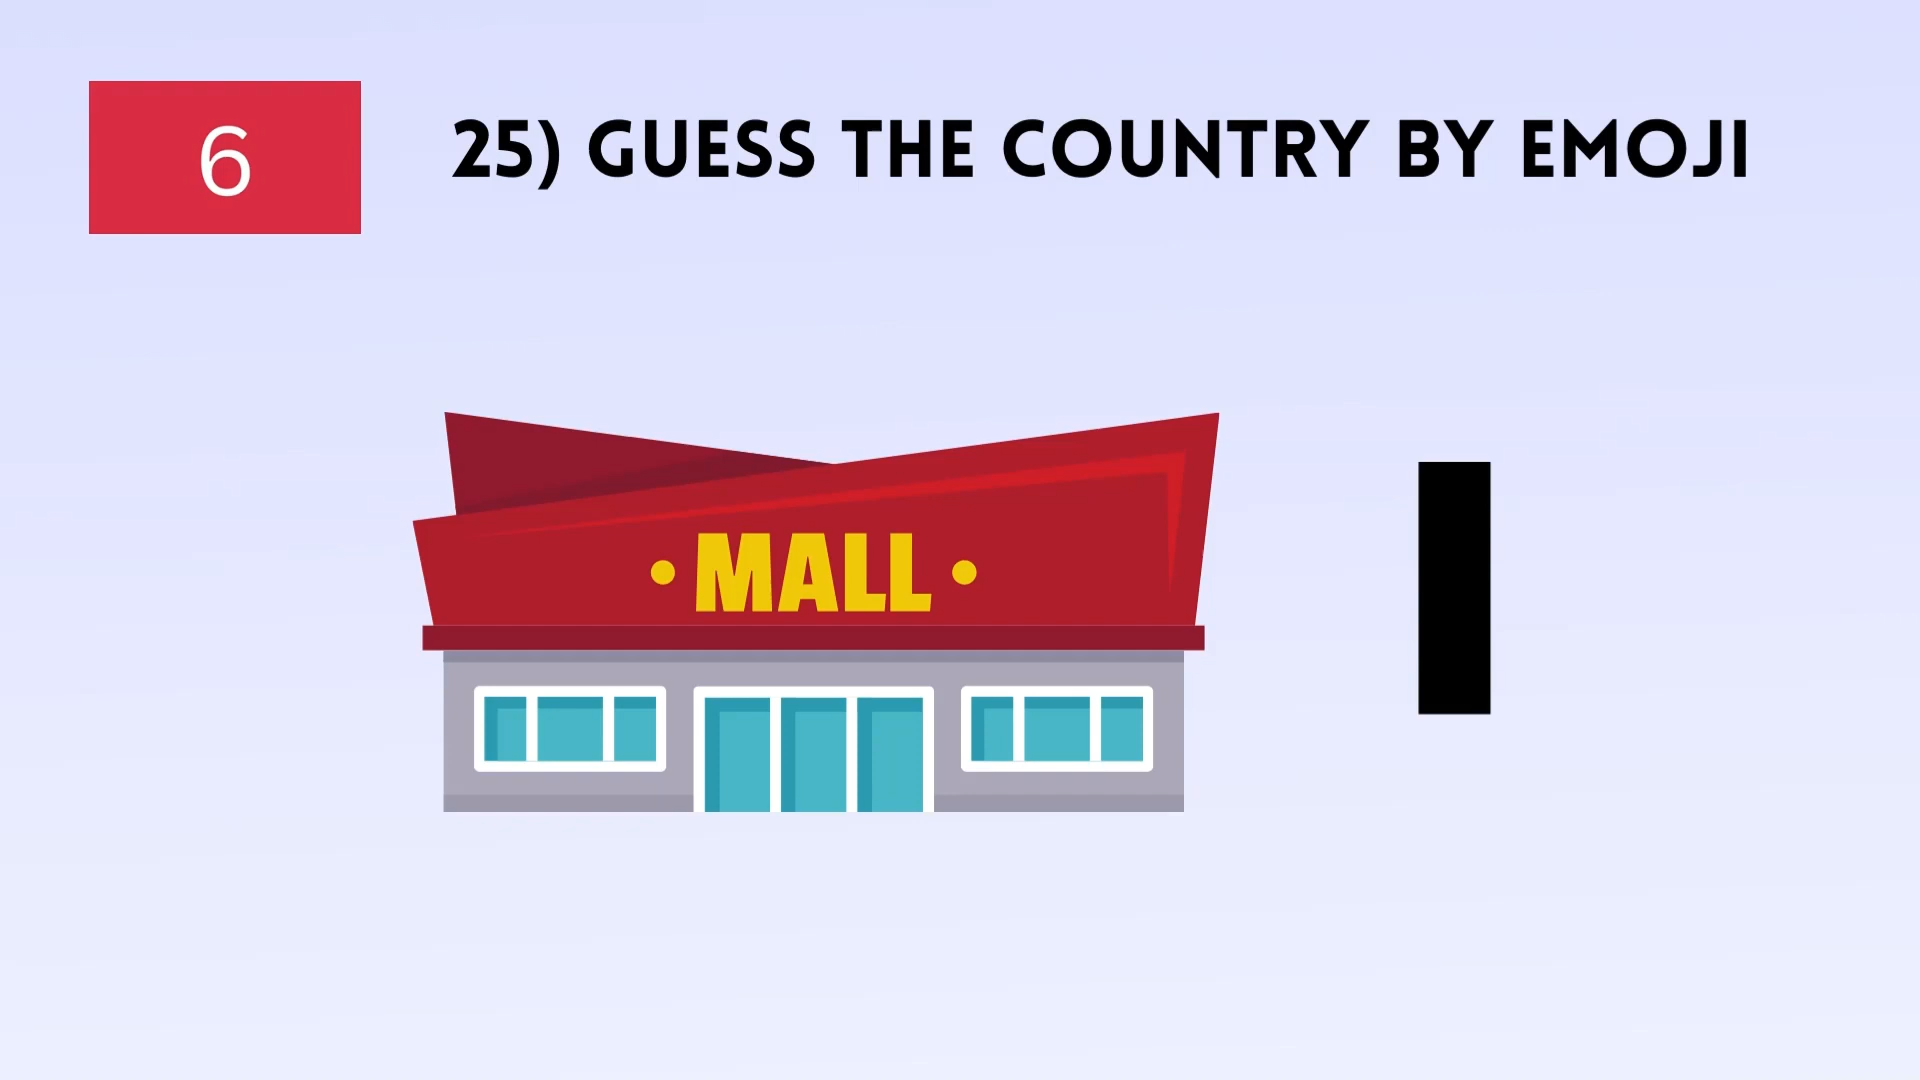 6
25) GUESS THE COUNTRY BY EMOJI
• MALL •
I